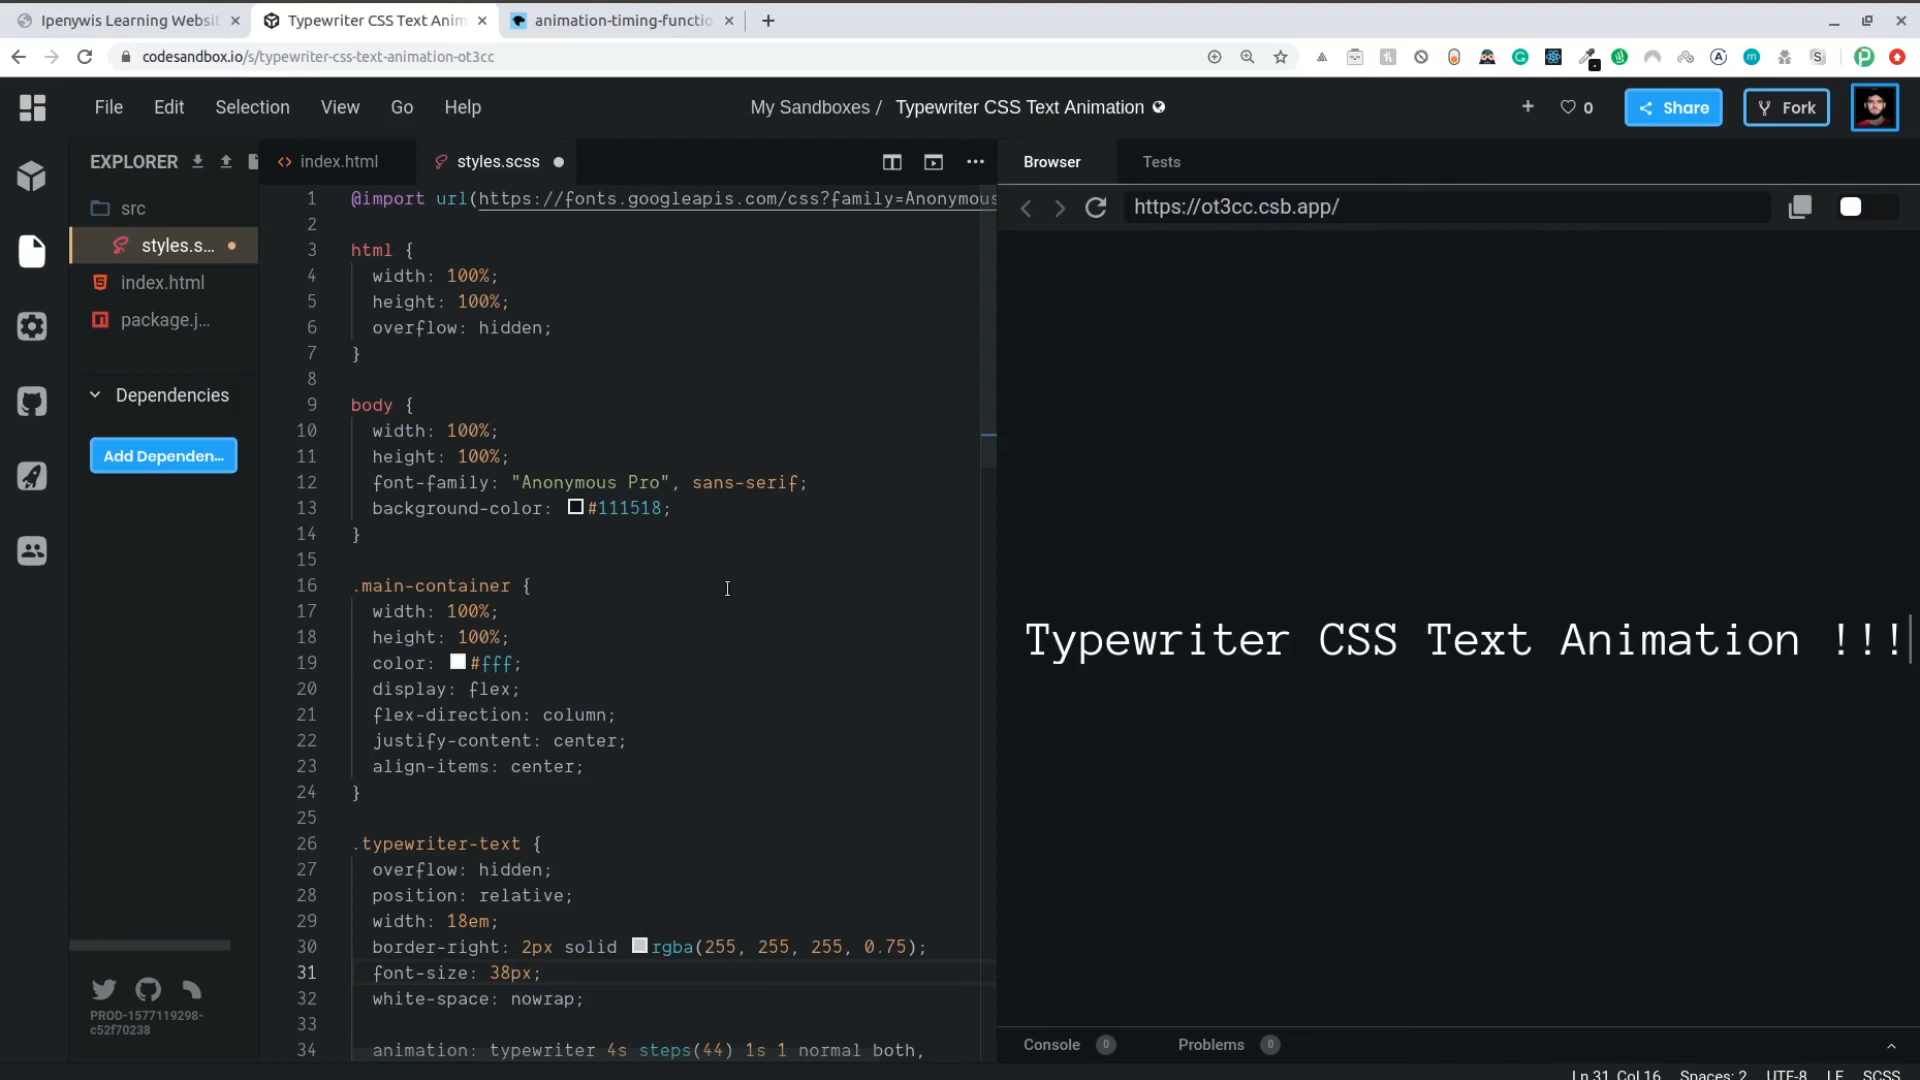 Ipenywis Learning Websi
Typewriter CSS Text Anim
animation-timing-functio
codesandbox.io/s/typewriter-css-text-animation-ot3cc
File Edit Selection View Go Help
My Sandboxes / Typewriter CSS Text Animation
0
Share
Fork
EXPLORER
src
styles.s...
index.html
package.j...
Dependencies
Add Dependen...
PROD-1577119298-
c52f70238
index.html
styles.scss
1 @import url(https://fonts.googleapis.com/css?family=Anonymous
2
3 html {
4 width: 100%;
5 height: 100%;
6 overflow: hidden;
7 }
8
9 body {
10 width: 100%;
11 height: 100%;
12 font-family: "Anonymous Pro", sans-serif;
13 background-color: #111518;
14 }
15
16 .main-container {
17 width: 100%;
18 height: 100%;
19 color: #fff;
20 display: flex;
21 flex-direction: column;
22 justify-content: center;
23 align-items: center;
24 }
25
26 .typewriter-text {
27 overflow: hidden;
28 position: relative;
29 width: 18em;
30 border-right: 2px solid rgba(255, 255, 255, 0.75);
31 font-size: 38px;
32 white-space: nowrap;
33
34 animation: typewriter 4s steps(44) 1s 1 normal both,
Browser Tests
https://ot3cc.csb.app/
Typewriter CSS Text Animation !!!
Console 0 Problems 0
Ln 31, Col 16 Spaces: 2 UTF-8 LF SCSS